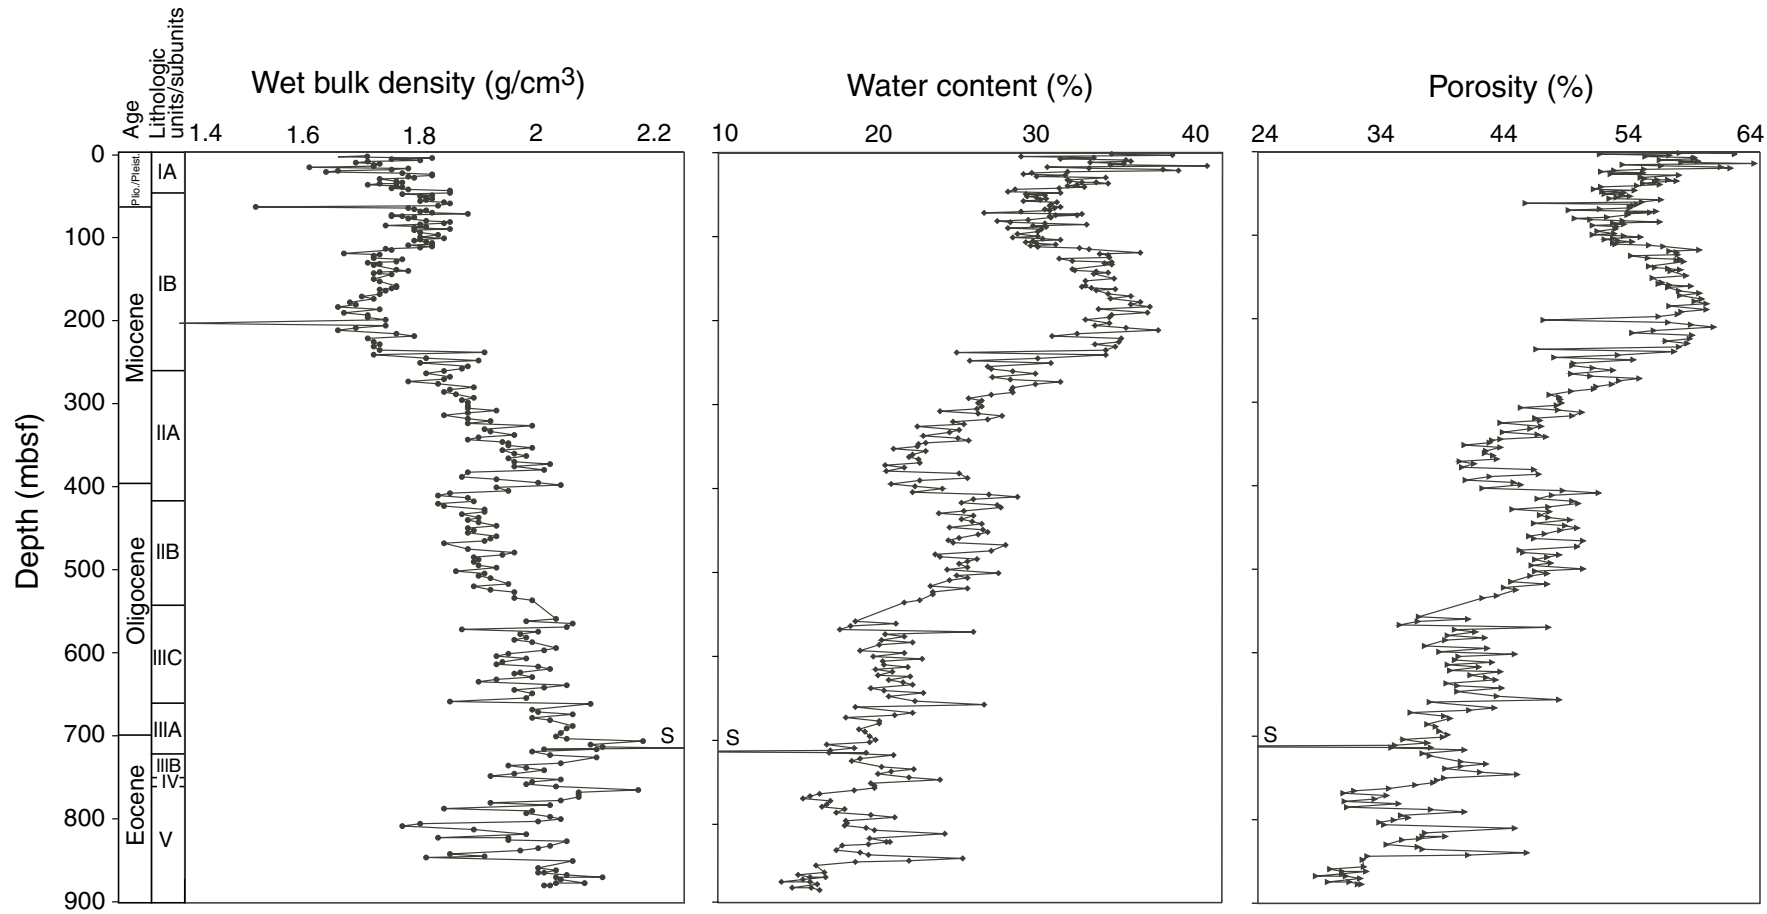 Wet bulk density (g/cm3)
Water content (%)
Porosity (%)
Age
Lithologic
units/subunits
1.4 1.6 1.8 2 2.2
10 20 30 40
24 34 44 54 64
Depth (mbsf)
0
100
200
300
400
500
600
700
800
900
Plio./Pleist.
Miocene
Oligocene
Eocene
IA
IB
IIA
IIB
IIIC
IIIA
IIIB
IV
V
S
S
S